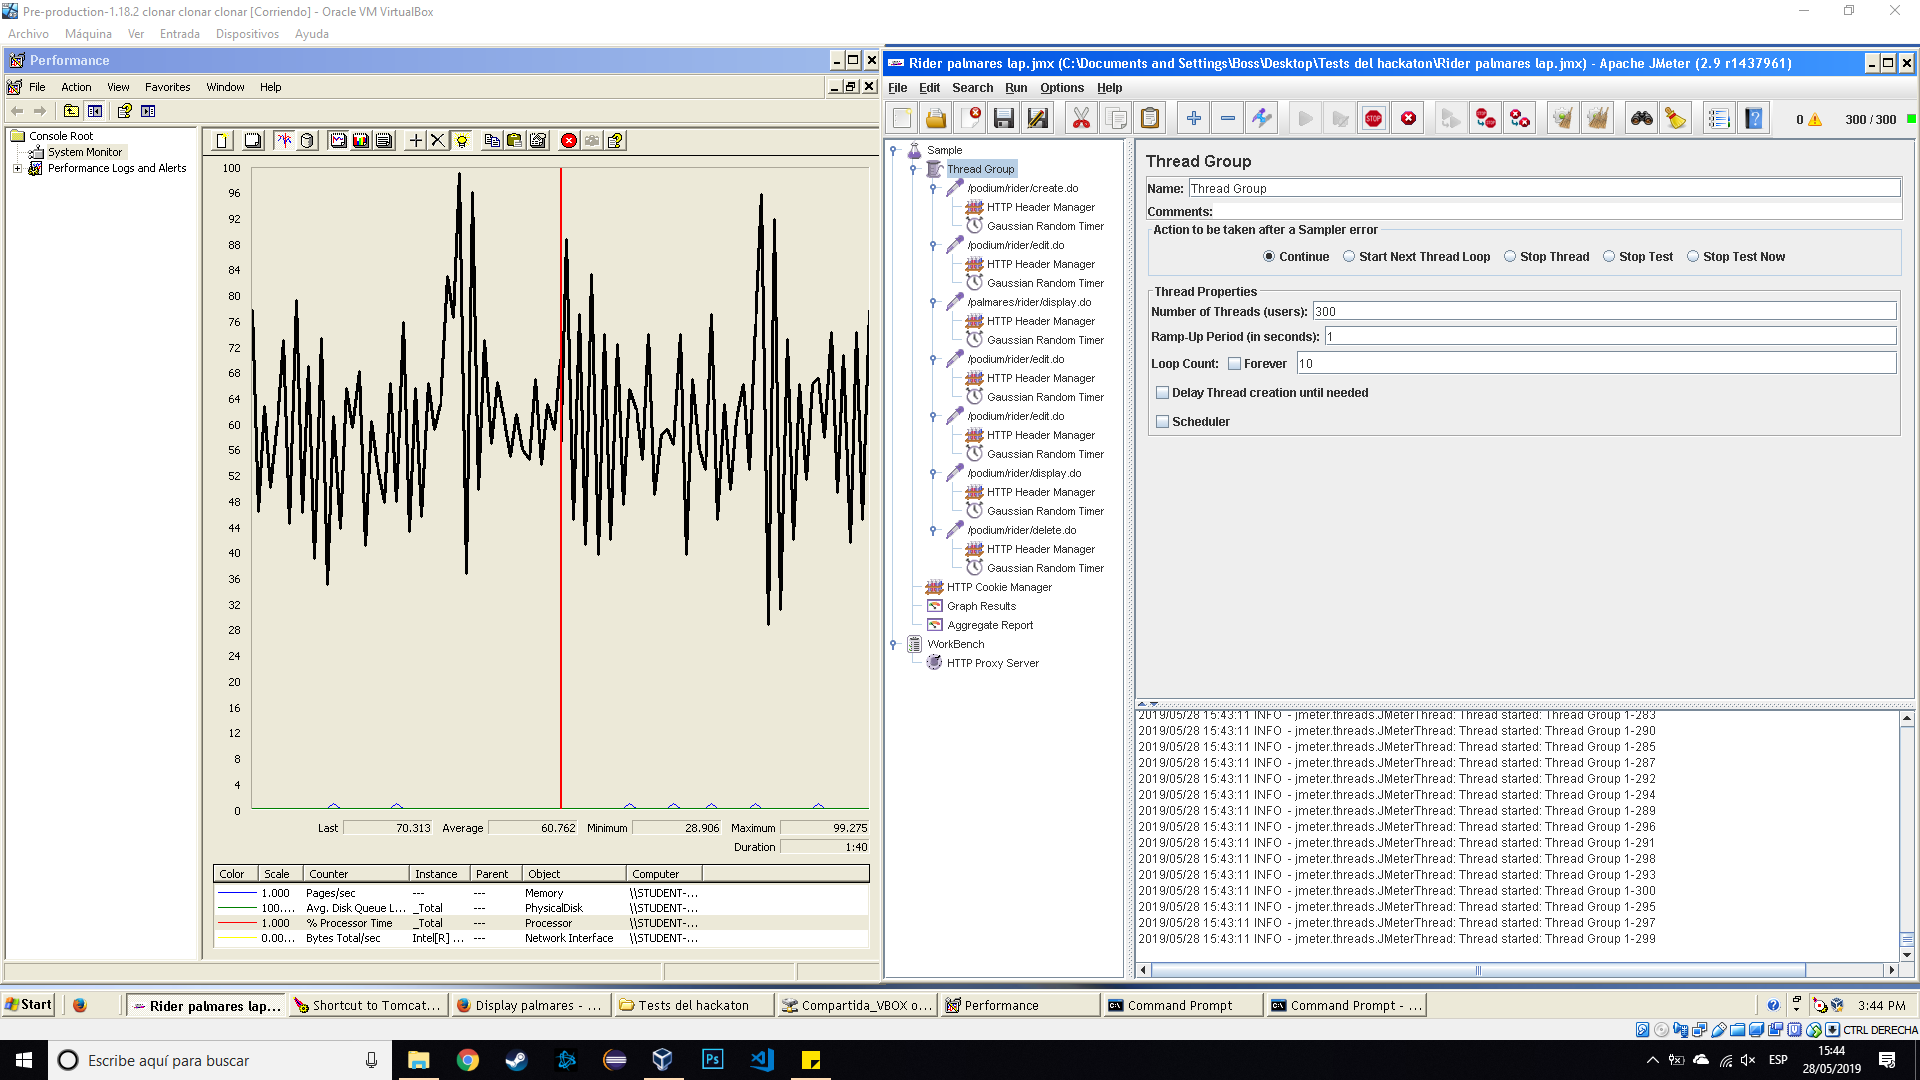 Pre-production-1.18.2 clonar clonar clonar [Corriendo] - Oracle VM VirtualBox
Archivo Máquina Ver Entrada Dispositivos Ayuda
Performance
File Action View Favorites Window Help
Console Root
System Monitor
Performance Logs and Alerts
100
96
92
88
84
80
76
72
68
64
60
56
52
48
44
40
36
32
28
24
20
16
12
8
4
0
Last 70.313 Average 60.762 Minimum 28.906 Maximum 99.275
Duration 1:40
Color Scale Counter Instance Parent Object Computer
1.000 Pages/sec --- --- Memory \\STUDENT-...
100.... Avg. Disk Queue L... _Total --- PhysicalDisk \\STUDENT-...
1.000 % Processor Time _Total --- Processor \\STUDENT-...
0.00... Bytes Total/sec Intel[R] ... --- Network Interface \\STUDENT-...
Rider palmares lap.jmx (C:\Documents and Settings\Boss\Desktop\Tests del hackaton\Rider palmares lap.jmx) - Apache JMeter (2.9 r1437961)
File Edit Search Run Options Help
STOP
0 300 / 300
Sample
Thread Group
/podium/rider/create.do
HTTP Header Manager
Gaussian Random Timer
/podium/rider/edit.do
HTTP Header Manager
Gaussian Random Timer
/palmares/rider/display.do
HTTP Header Manager
Gaussian Random Timer
/podium/rider/edit.do
HTTP Header Manager
Gaussian Random Timer
/podium/rider/edit.do
HTTP Header Manager
Gaussian Random Timer
/podium/rider/display.do
HTTP Header Manager
Gaussian Random Timer
/podium/rider/delete.do
HTTP Header Manager
Gaussian Random Timer
HTTP Cookie Manager
Graph Results
Aggregate Report
WorkBench
HTTP Proxy Server
Thread Group
Name: Thread Group
Comments:
Action to be taken after a Sampler error
Continue Start Next Thread Loop Stop Thread Stop Test Stop Test Now
Thread Properties
Number of Threads (users): 300
Ramp-Up Period (in seconds): 1
Loop Count: Forever 10
Delay Thread creation until needed
Scheduler
2019/05/28 15:43:11 INFO - jmeter.threads.JMeterThread: Thread started: Thread Group 1-283
2019/05/28 15:43:11 INFO - jmeter.threads.JMeterThread: Thread started: Thread Group 1-290
2019/05/28 15:43:11 INFO - jmeter.threads.JMeterThread: Thread started: Thread Group 1-285
2019/05/28 15:43:11 INFO - jmeter.threads.JMeterThread: Thread started: Thread Group 1-287
2019/05/28 15:43:11 INFO - jmeter.threads.JMeterThread: Thread started: Thread Group 1-292
2019/05/28 15:43:11 INFO - jmeter.threads.JMeterThread: Thread started: Thread Group 1-294
2019/05/28 15:43:11 INFO - jmeter.threads.JMeterThread: Thread started: Thread Group 1-289
2019/05/28 15:43:11 INFO - jmeter.threads.JMeterThread: Thread started: Thread Group 1-296
2019/05/28 15:43:11 INFO - jmeter.threads.JMeterThread: Thread started: Thread Group 1-291
2019/05/28 15:43:11 INFO - jmeter.threads.JMeterThread: Thread started: Thread Group 1-298
2019/05/28 15:43:11 INFO - jmeter.threads.JMeterThread: Thread started: Thread Group 1-293
2019/05/28 15:43:11 INFO - jmeter.threads.JMeterThread: Thread started: Thread Group 1-300
2019/05/28 15:43:11 INFO - jmeter.threads.JMeterThread: Thread started: Thread Group 1-295
2019/05/28 15:43:11 INFO - jmeter.threads.JMeterThread: Thread started: Thread Group 1-297
2019/05/28 15:43:11 INFO - jmeter.threads.JMeterThread: Thread started: Thread Group 1-299
Start Rider palmares lap... Shortcut to Tomcat... Display palmares - ... Tests del hackaton Compartida_VBOX o... Performance Command Prompt Command Prompt - ... 3:44 PM
CTRL DERECHA
Escribe aquí para buscar Ps ESP 15:44
28/05/2019